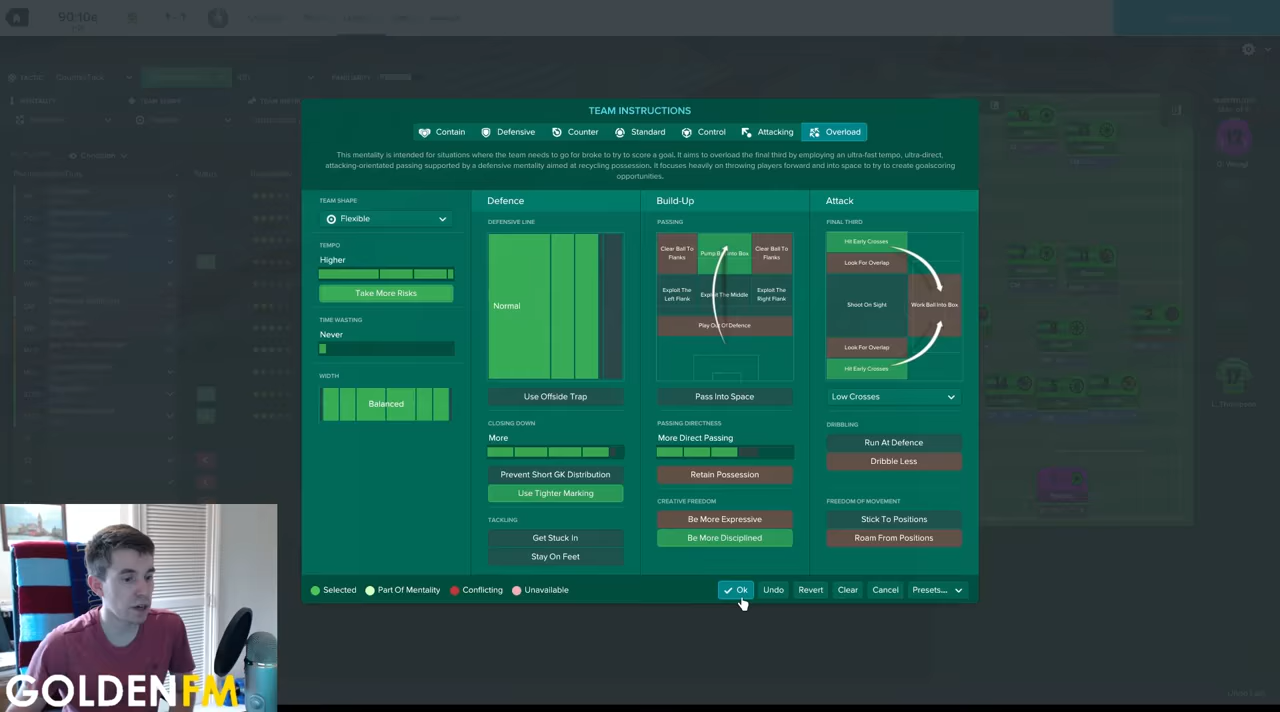 90:10e
1 - 1
TEAM INSTRUCTIONS
Contain Defensive Counter Standard Control Attacking Overload
This mentality is intended for situations where the team needs to go for broke to try to score a goal. It aims to overload the final third by employing an ultra-fast tempo, ultra-direct,
attacking-orientated passing supported by a defensive mentality aimed at recycling possession. It focuses heavily on throwing players forward and into space to try to create goalscoring
opportunities.
TEAM SHAPE
Flexible
TEMPO
Higher
Take More Risks
TIME WASTING
Never
WIDTH
Balanced
Defence
DEFENSIVE LINE
Normal
Use Offside Trap
CLOSING DOWN
More
Prevent Short GK Distribution
Use Tighter Marking
TACKLING
Get Stuck In
Stay On Feet
Build-Up
PASSING
Clear Ball To Flanks
Pump Ball Into Box
Clear Ball To Flanks
Exploit The Left Flank
Exploit The Middle
Exploit The Right Flank
Play Out Of Defence
Pass Into Space
PASSING DIRECTNESS
More Direct Passing
Retain Possession
CREATIVE FREEDOM
Be More Expressive
Be More Disciplined
Attack
FINAL THIRD
Hit Early Crosses
Look For Overlap
Shoot On Sight
Work Ball Into Box
Look For Overlap
Hit Early Crosses
Low Crosses
DRIBBLING
Run At Defence
Dribble Less
FREEDOM OF MOVEMENT
Stick To Positions
Roam From Positions
Selected Part Of Mentality Conflicting Unavailable
Ok Undo Revert Clear Cancel Presets...
GOLDENFM